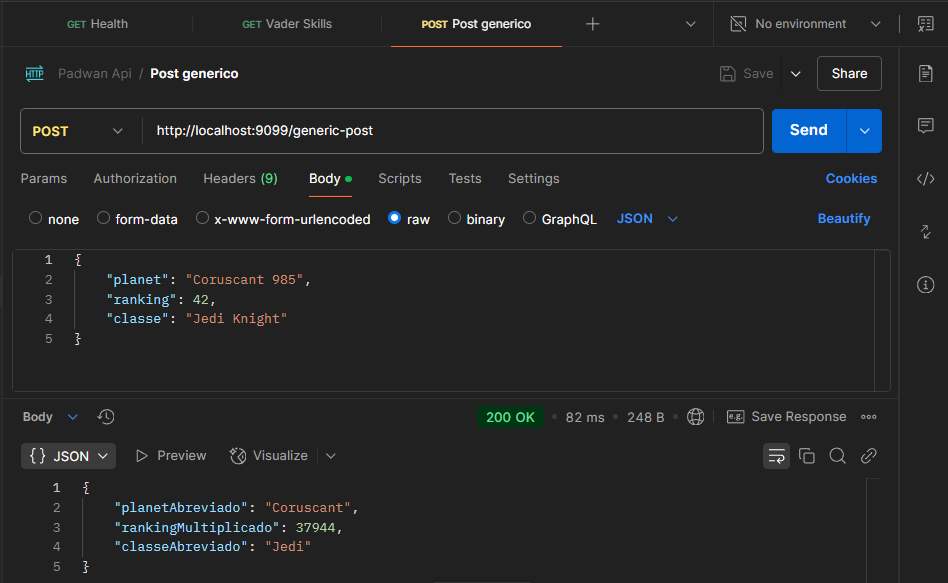 GET Health GET Vader Skills POST Post generico No environment
HTTP Padwan Api / Post generico Save Share
POST http://localhost:9099/generic-post Send
Params Authorization Headers (9) Body Scripts Tests Settings Cookies
none form-data x-www-form-urlencoded raw binary GraphQL JSON Beautify
1 {
2 "planet": "Coruscant 985",
3 "ranking": 42,
4 "classe": "Jedi Knight"
5 }
Body 200 OK 82 ms 248 B e.g. Save Response
{} JSON Preview Visualize
1 {
2 "planetAbreviado": "Coruscant",
3 "rankingMultiplicado": 37944,
4 "classeAbreviado": "Jedi"
5 }